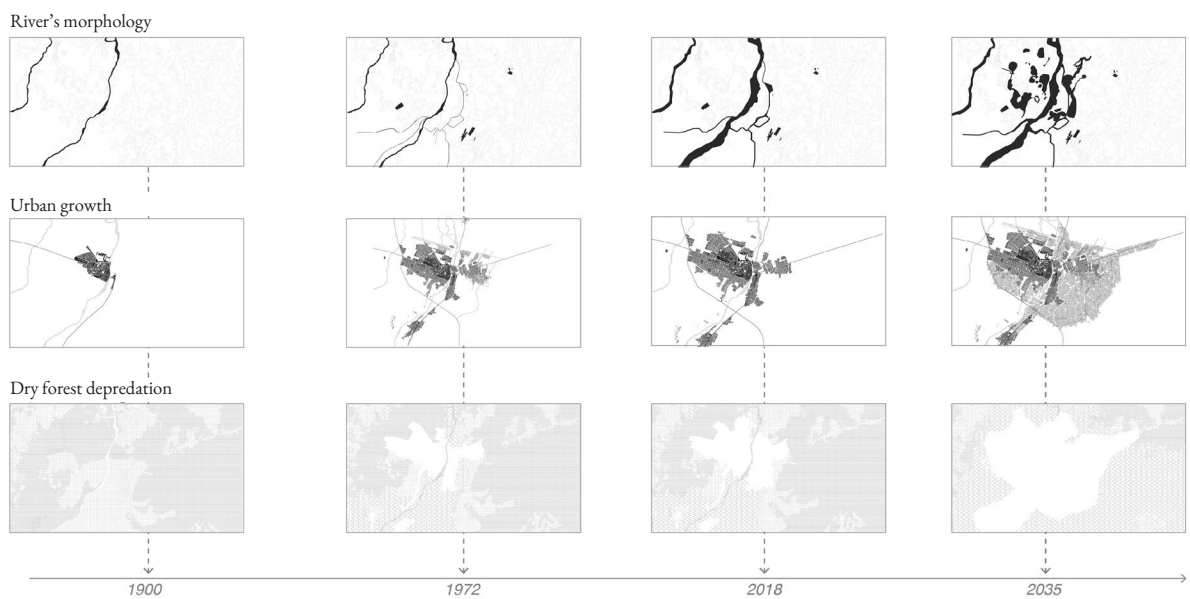 River’s morphology
Urban growth
Dry forest depredation
1900
1972
2018
2035